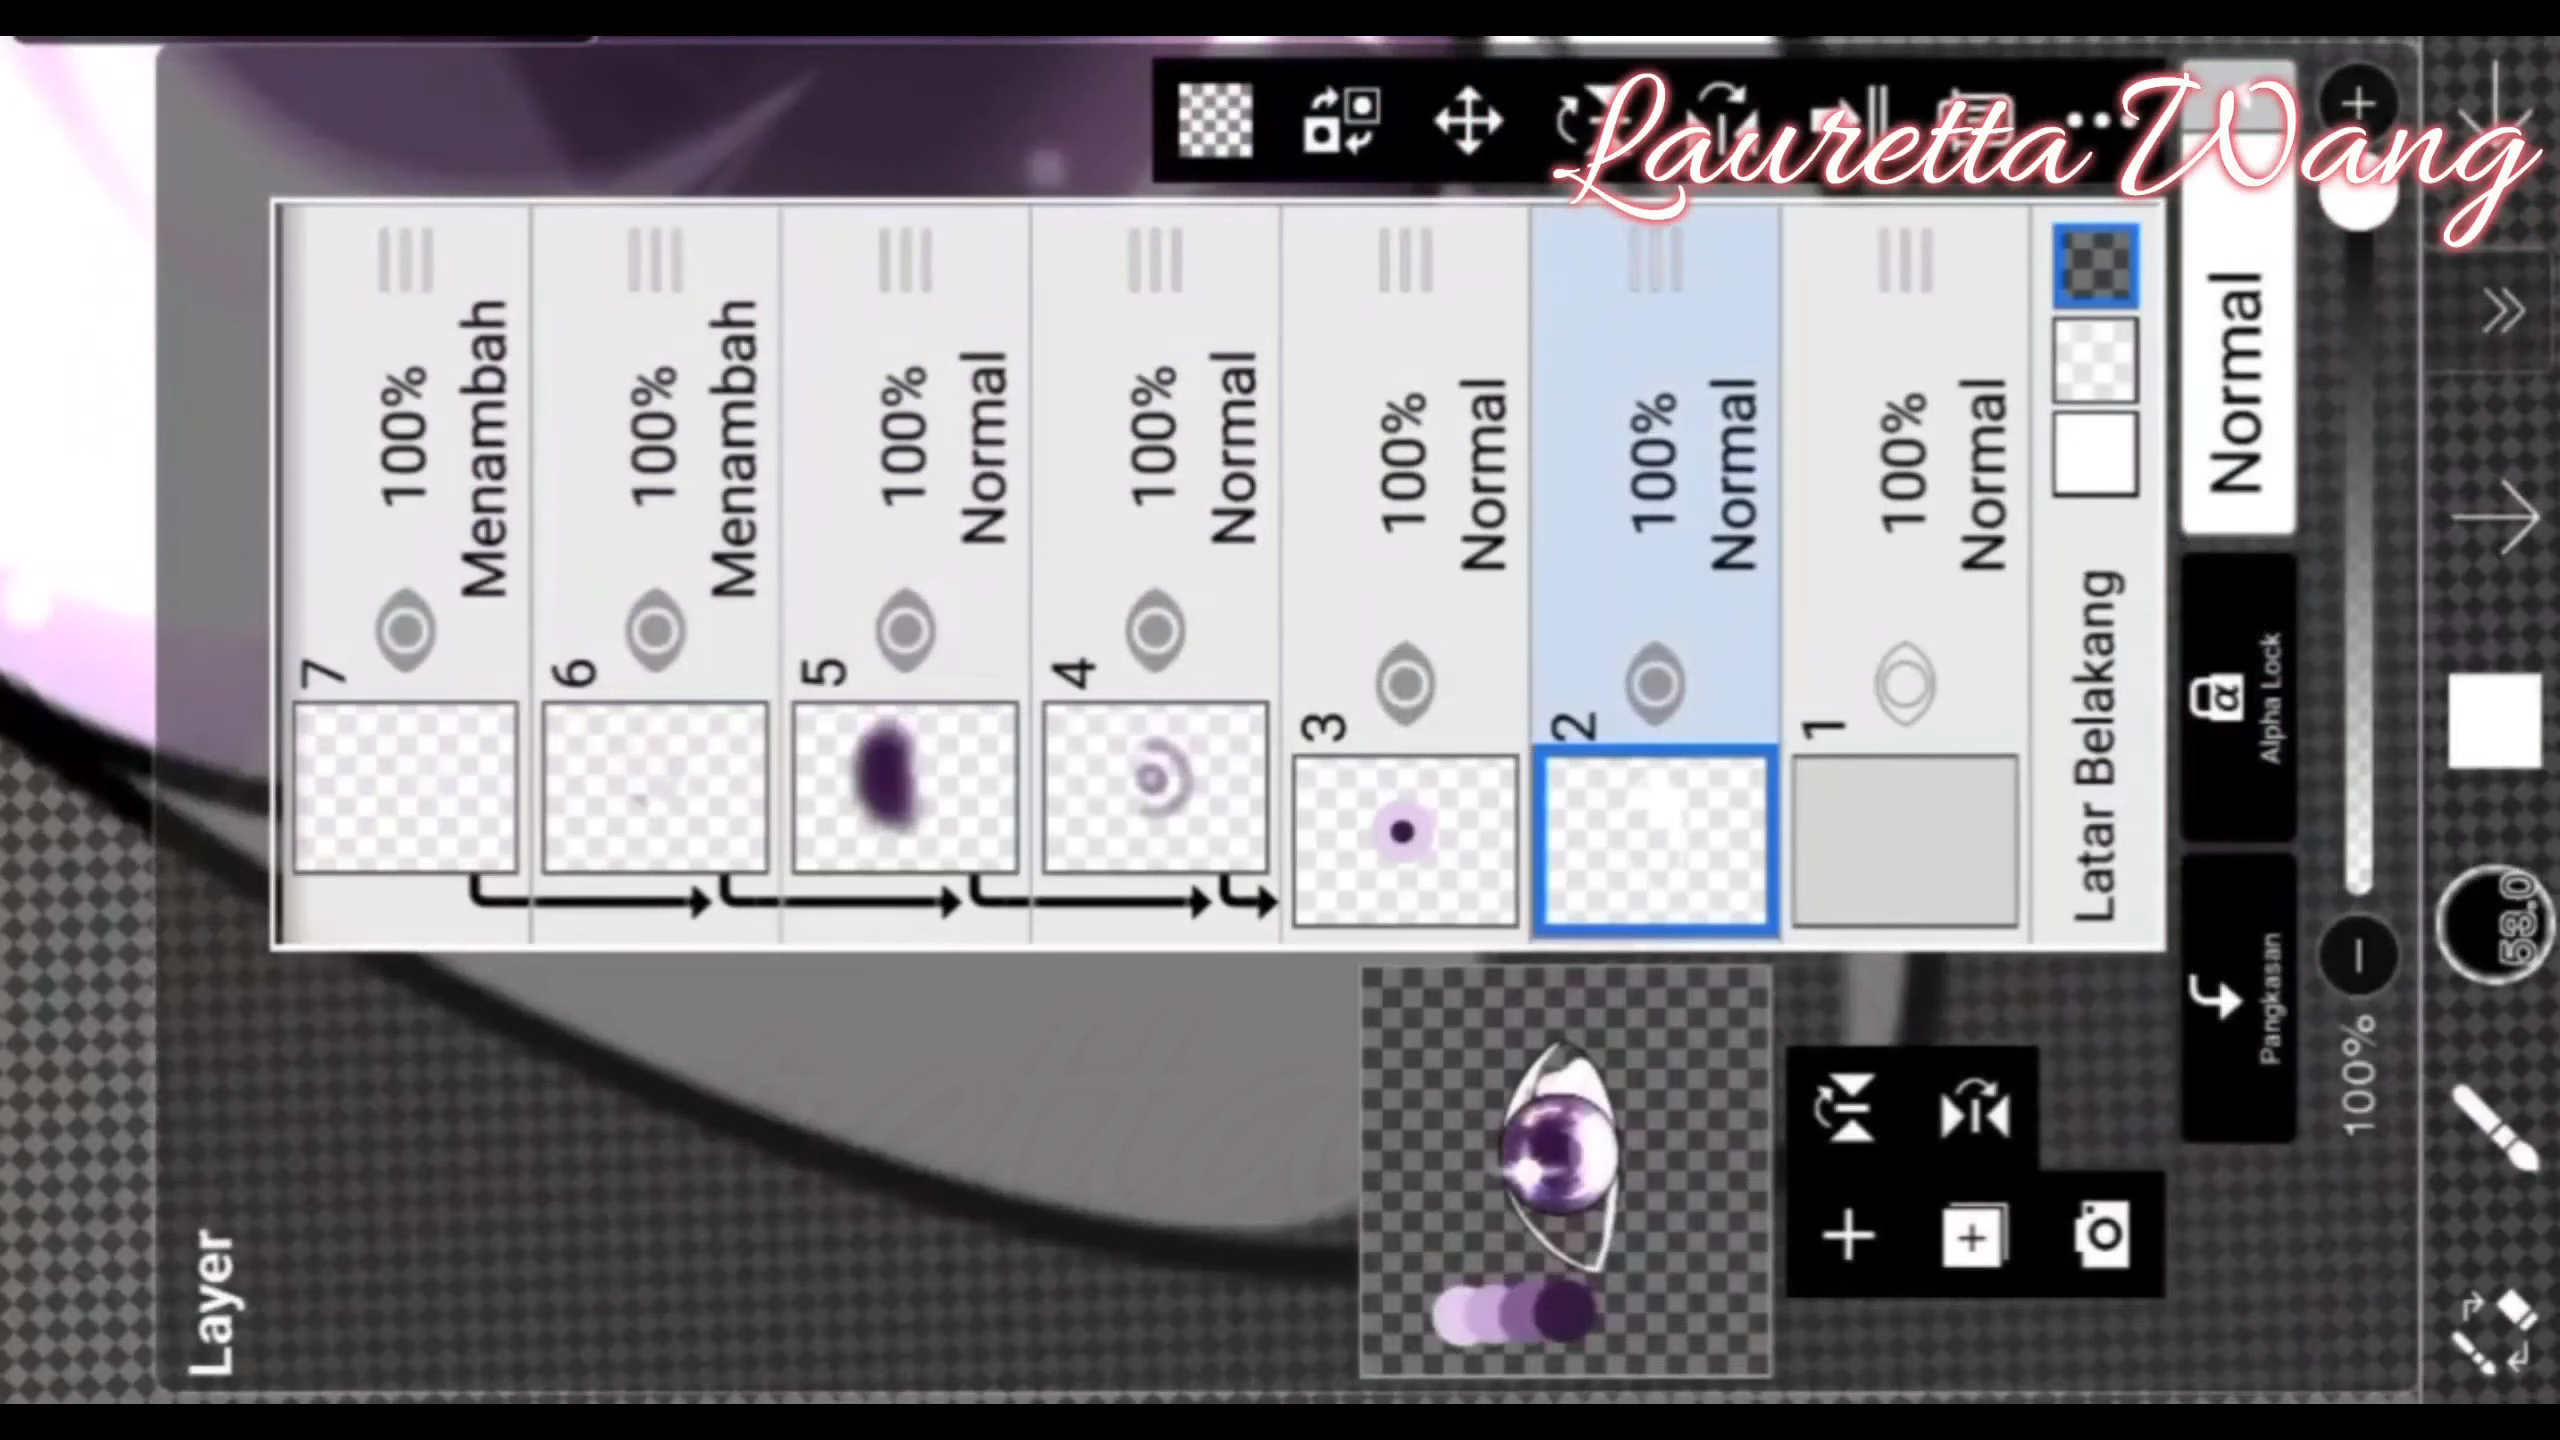 Lauretta Wang
Layer
7
100%
Menambah
6
100%
Menambah
5
100%
Normal
4
100%
Normal
3
100%
Normal
2
100%
Normal
1
100%
Normal
Latar Belakang
Normal
Alpha Lock
Pangkasan
100%
53.0